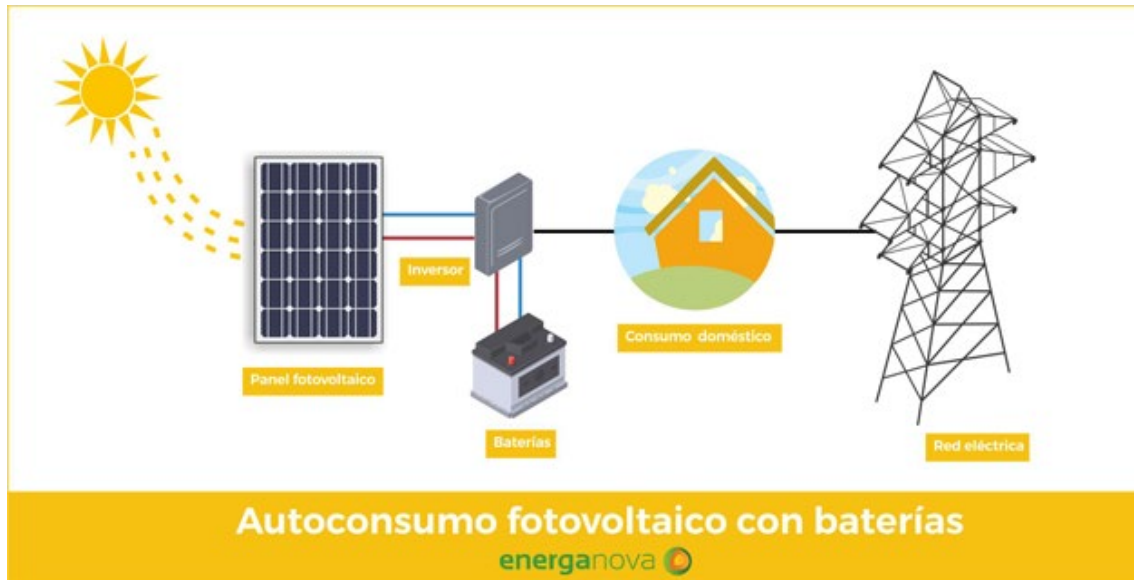 Inversor
Consumo doméstico
Panel fotovoltaico
Baterías
Red eléctrica
Autoconsumo fotovoltaico con baterías
energanova